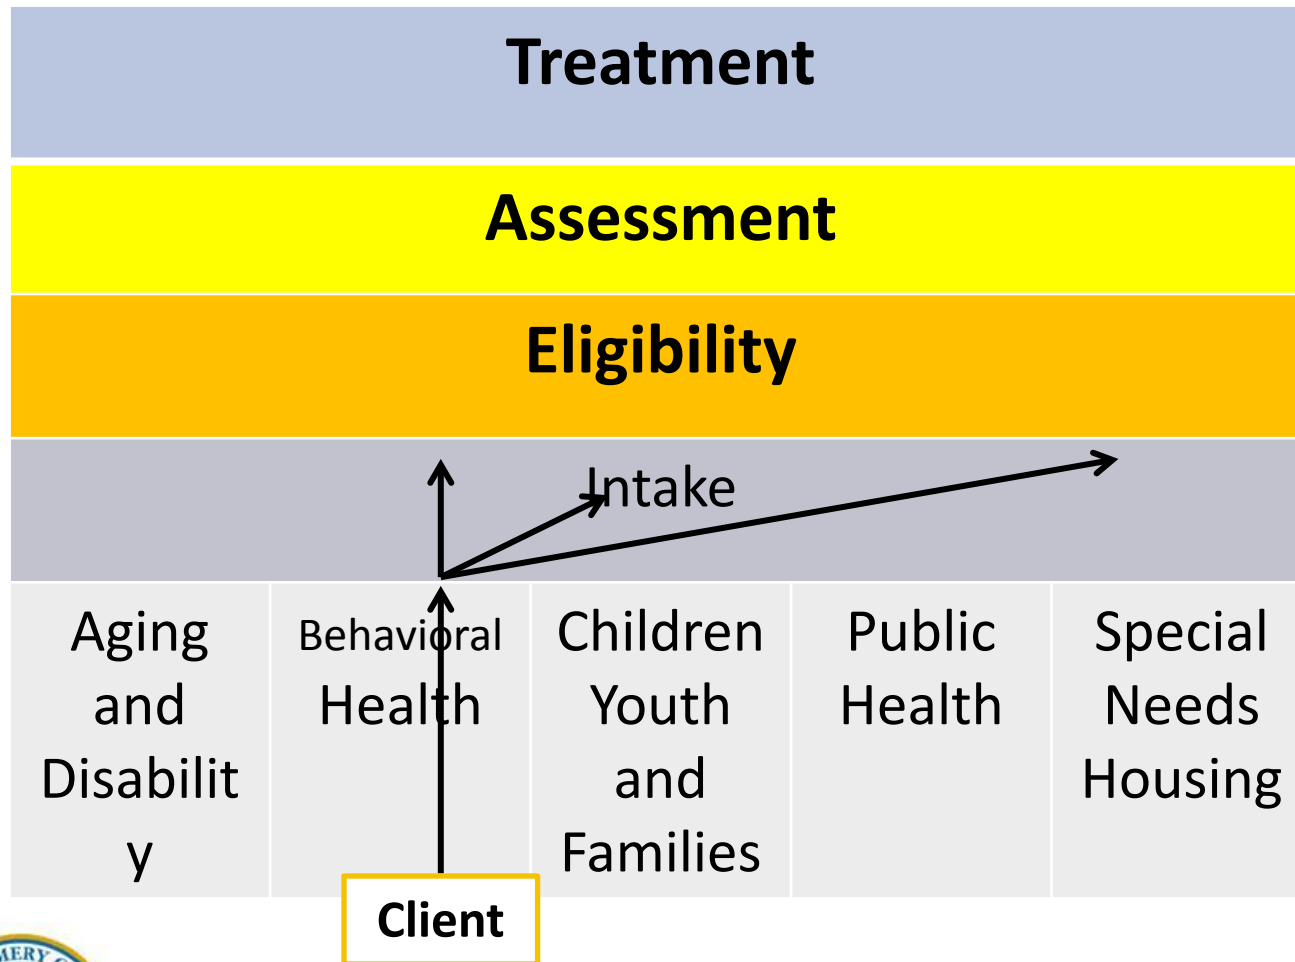 Treatment
Assessment
Eligibility
Intake
Aging
and
Disabilit
y
Behavioral
Health
Children
Youth
and
Families
Public
Health
Special
Needs
Housing
Client